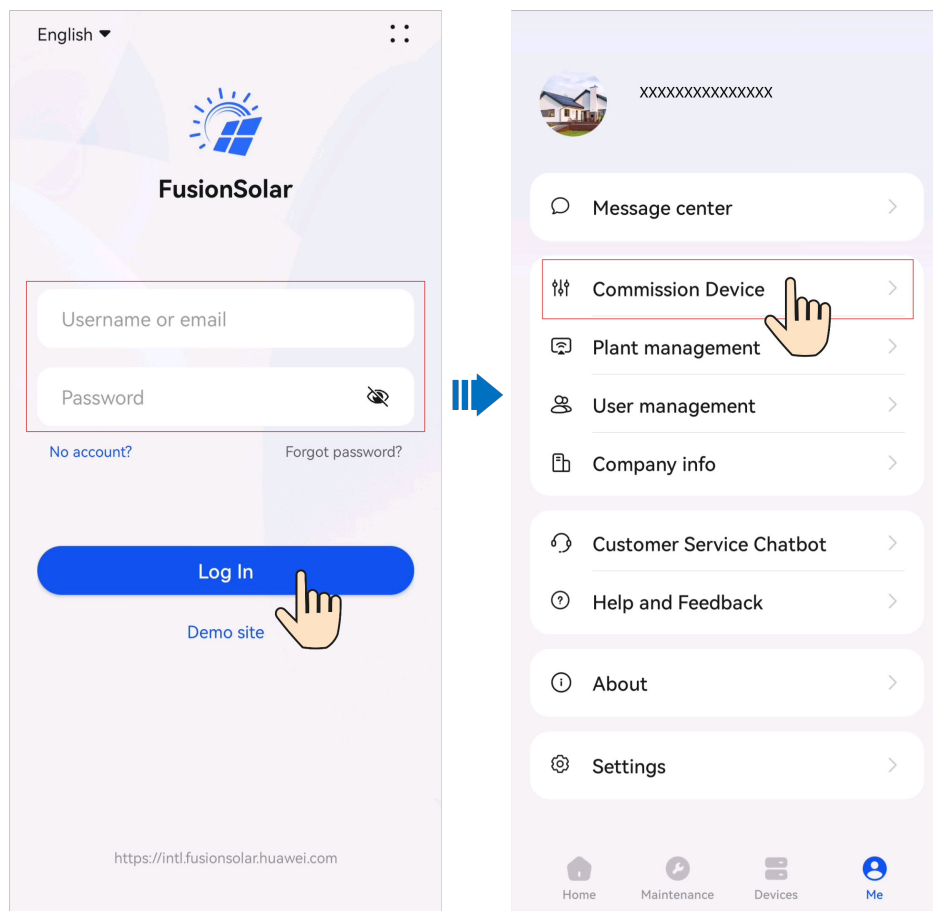 English
FusionSolar
Username or email
Password
No account?
Forgot password?
Log In
Demo site
https://intl.fusionsolar.huawei.com
xxxxxxxxxxxxxxx
Message center
Commission Device
Plant management
User management
Company info
Customer Service Chatbot
Help and Feedback
About
Settings
Home
Maintenance
Devices
Me